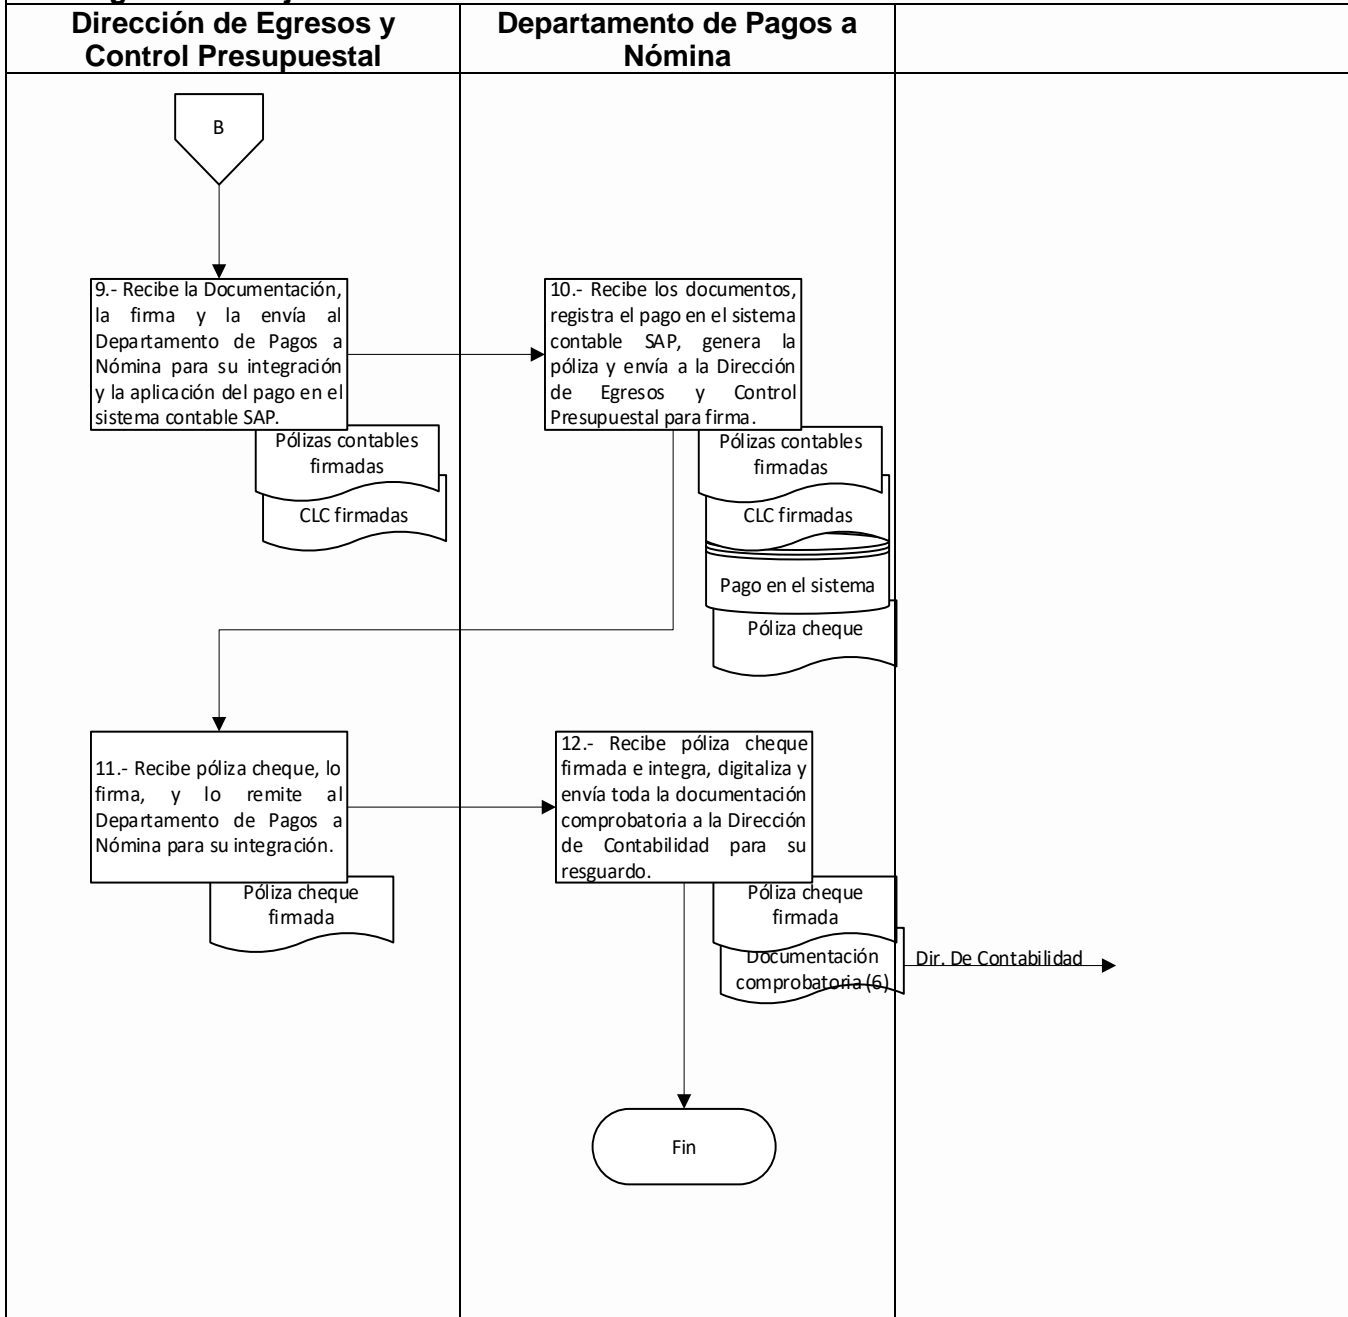 Dirección de Egresos y
Control Presupuestal
Departamento de Pagos a
Nómina
B
9.- Recibe la Documentación,
la firma y la envía al
Departamento de Pagos a
Nómina para su integración
y la aplicación del pago en el
sistema contable SAP.
Pólizas contables
firmadas
CLC firmadas
10.- Recibe los documentos,
registra el pago en el sistema
contable SAP, genera la
póliza y envía a la Dirección
de Egresos y Control
Presupuestal para firma.
Pólizas contables
firmadas
CLC firmadas
Pago en el sistema
Póliza cheque
11.- Recibe póliza cheque, lo
firma, y lo remite al
Departamento de Pagos a
Nómina para su integración.
Póliza cheque
firmada
12.- Recibe póliza cheque
firmada e integra, digitaliza y
envía toda la documentación
comprobatoria a la Dirección
de Contabilidad para su
resguardo.
Póliza cheque
firmada
Documentación
comprobatoria (6)
Dir. De Contabilidad
Fin